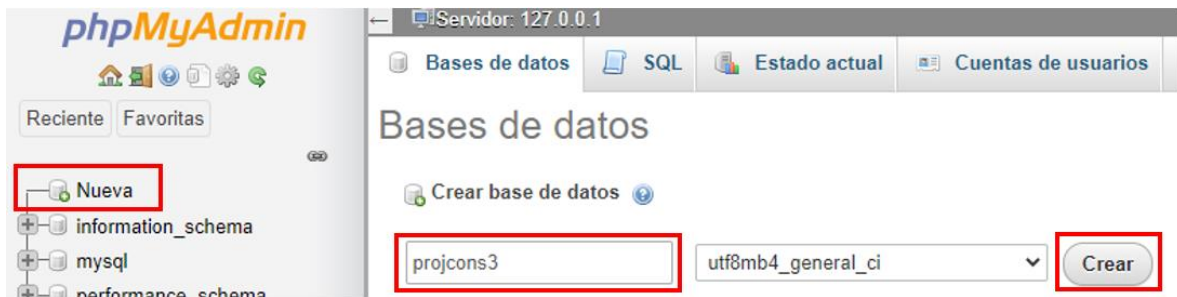 phpMyAdmin
Reciente Favoritas
Nueva
information_schema
mysql
performance_schema
Servidor: 127.0.0.1
Bases de datos SQL Estado actual Cuentas de usuarios
Bases de datos
Crear base de datos
projcons3 utf8mb4_general_ci Crear